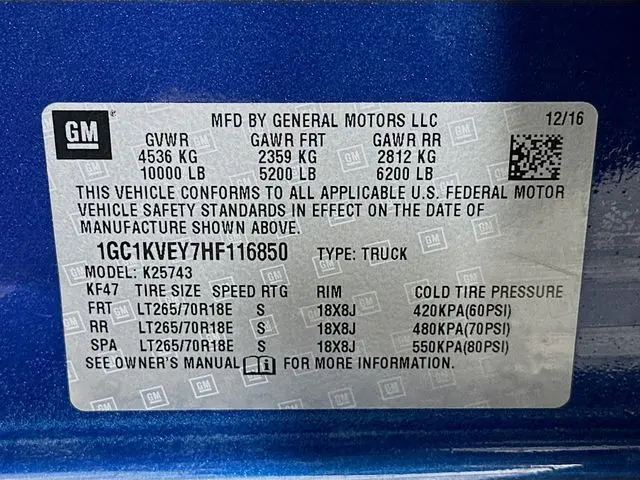 GM
MFD BY GENERAL MOTORS LLC 12/16
GVWR GAWR FRT GAWR RR
4536 KG 2359 KG 2812 KG
10000 LB 5200 LB 6200 LB
THIS VEHICLE CONFORMS TO ALL APPLICABLE U.S. FEDERAL MOTOR
VEHICLE SAFETY STANDARDS IN EFFECT ON THE DATE OF
MANUFACTURE SHOWN ABOVE.
1GC1KVEY7HF116850 TYPE: TRUCK
MODEL: K25743
KF47 TIRE SIZE SPEED RTG RIM COLD TIRE PRESSURE
FRT LT265/70R18E S 18X8J 420KPA(60PSI)
RR LT265/70R18E S 18X8J 480KPA(70PSI)
SPA LT265/70R18E S 18X8J 550KPA(80PSI)
SEE OWNER'S MANUAL FOR MORE INFORMATION.